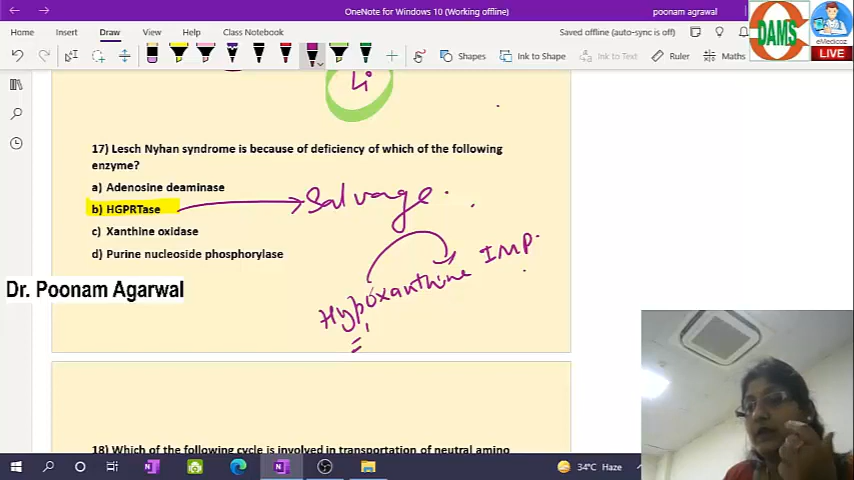 OneNote for Windows 10 (Working offline)
poonam agrawal
Home Insert Draw View Help Class Notebook
Saved offline (auto-sync is off)
Shapes Ink to Shape Ink to Text Ruler Maths
DAMS
eMedicoz
LIVE
Li
17) Lesch Nyhan syndrome is because of deficiency of which of the following
enzyme?
a) Adenosine deaminase
b) HGPRTase
Salvage.
c) Xanthine oxidase
d) Purine nucleoside phosphorylase
Hypoxanthine IMP.
Dr. Poonam Agarwal
18) Which of the following cycle is involved in transportation of neutral amino
34°C Haze